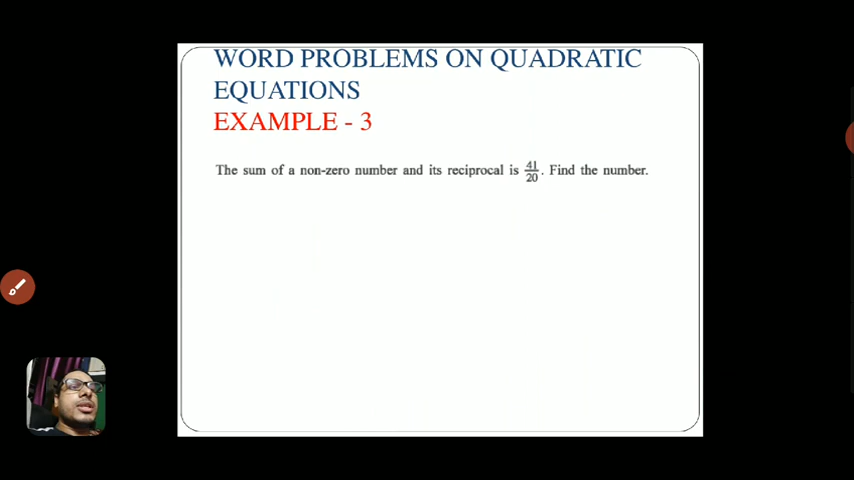 WORD PROBLEMS ON QUADRATIC
EQUATIONS
EXAMPLE - 3
The sum of a non-zero number and its reciprocal is 41/20. Find the number.